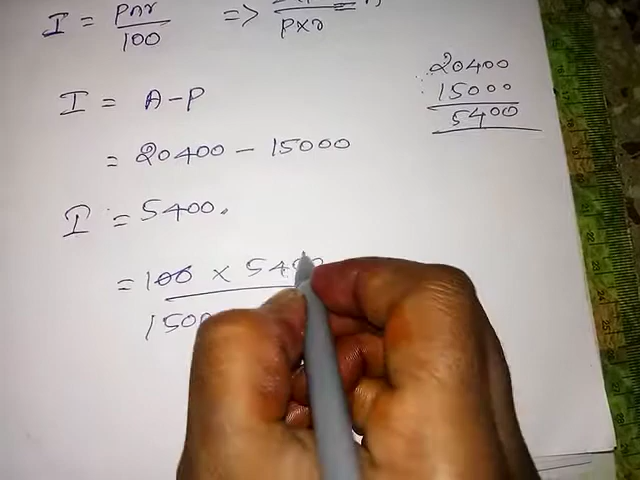 I = pnr/100 => /p×r
I = A-P
= 20400 - 15000
I = 5400.
= 100 × 54
1500
20400
15000
5400